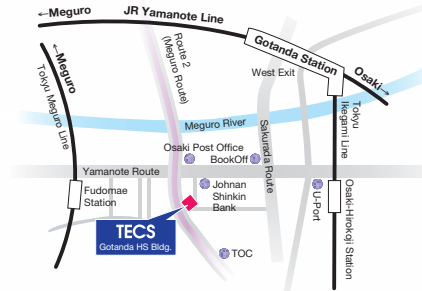 ←Meguro
JR Yamanote Line
Gotanda Station
Osaki→
←Meguro
Tokyu Meguro Line
Route 2
(Meguro Route)
West Exit
Tokyu
Ikegami Line
Meguro River
Sakurada Route
Osaki Post Office
BookOff
Yamanote Route
Fudomae
Station
Johnan
Shinkin
Bank
U-Port
Osaki-Hirokoji Station
TECS
Gotanda HS Bldg.
TOC